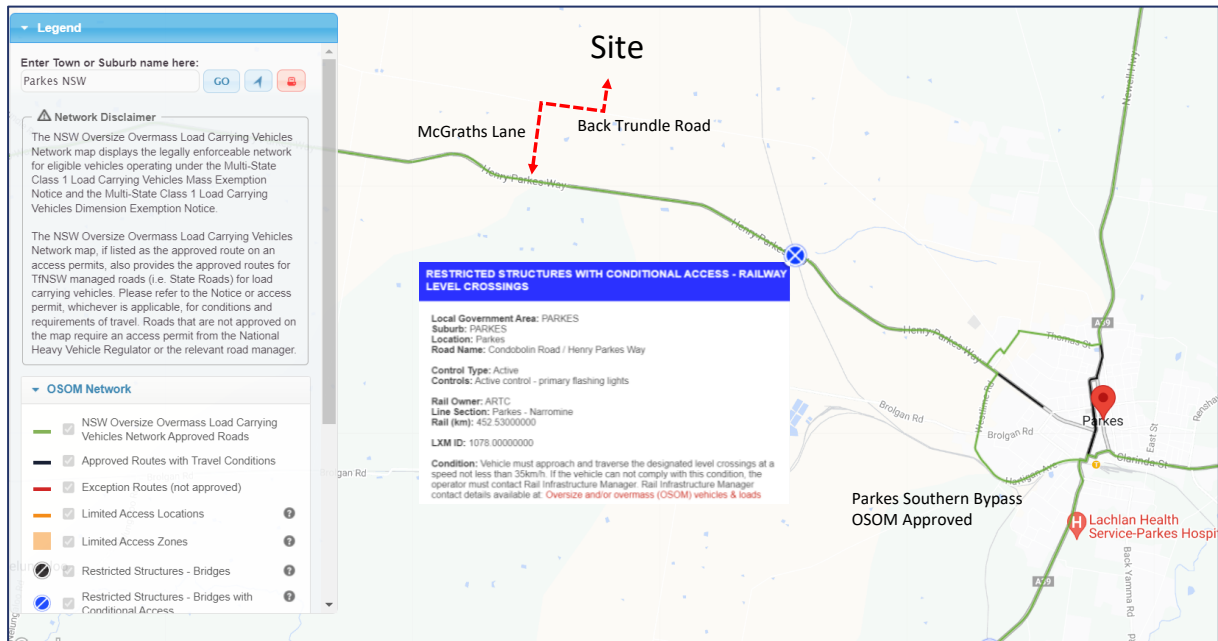 Legend
Enter Town or Suburb name here:
Parkes NSW
GO
Network Disclaimer
The NSW Oversize Overmass Load Carrying Vehicles
Network map displays the legally enforceable network
for eligible vehicles operating under the Multi-State
Class 1 Load Carrying Vehicles Mass Exemption
Notice and the Multi-State Class 1 Load Carrying
Vehicles Dimension Exemption Notice.
The NSW Oversize Overmass Load Carrying Vehicles
Network map, if listed as the approved route on an
access permits, also provides the approved routes for
TfNSW managed roads (i.e. State Roads) for load
carrying vehicles. Please refer to the Notice or access
permit, whichever is applicable, for conditions and
requirements of travel. Roads that are not approved on
the map require an access permit from the National
Heavy Vehicle Regulator or the relevant road manager.
OSOM Network
NSW Oversize Overmass Load Carrying
Vehicles Network Approved Roads
Approved Routes with Travel Conditions
Exception Routes (not approved)
Limited Access Locations
?
Limited Access Zones
?
Restricted Structures - Bridges
?
Restricted Structures - Bridges with
Conditional Access
?
Site
McGraths Lane
Back Trundle Road
Henry Parkes Way
Henry Parkes
Newell Hwy
RESTRICTED STRUCTURES WITH CONDITIONAL ACCESS - RAILWAY
LEVEL CROSSINGS
Local Government Area: PARKES
Suburb: PARKES
Location: Parkes
Road Name: Condobolin Road / Henry Parkes Way
Control Type: Active
Controls: Active control - primary flashing lights
Rail Owner: ARTC
Line Section: Parkes - Narromine
Rail (km): 452.53000000
LXM ID: 1078.00000000
Condition: Vehicle must approach and traverse the designated level crossings at a
speed not less than 35km/h. If the vehicle can not comply with this condition, the
operator must contact Rail Infrastructure Manager. Rail Infrastructure Manager
contact details available at: Oversize and/or overmass (OSOM) vehicles & loads
A39
Henry Parkes Way
Thomas St
Westlime Rd
Brolgan Rd
Brolgan Rd
Brolgan Rd
Parkes
East St
Hartigan Ave
Clarinda St
Parkes Southern Bypass
OSOM Approved
H
Lachlan Health
Service-Parkes Hospi
A39
Back Yamma Rd